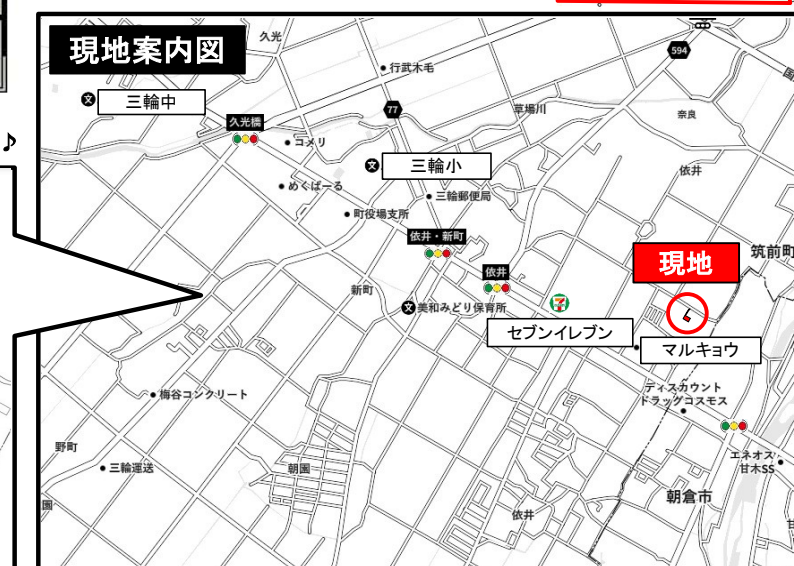 現地案内図
久光
行武木毛
594
国
三輪中
77
草場川
奈良
久光橋
コメリ
三輪小
依井
めくばーる
三輪郵便局
町役場支所
依井・新町
筑前町
現地
依井
新町
美和みどり保育所
セブンイレブン
マルキョウ
ディスカウント
ドラッグコスモス
梅谷コンクリート
野町
エネオス
甘木SS
三輪運送
朝園
朝倉市
園
依井
甘
♪